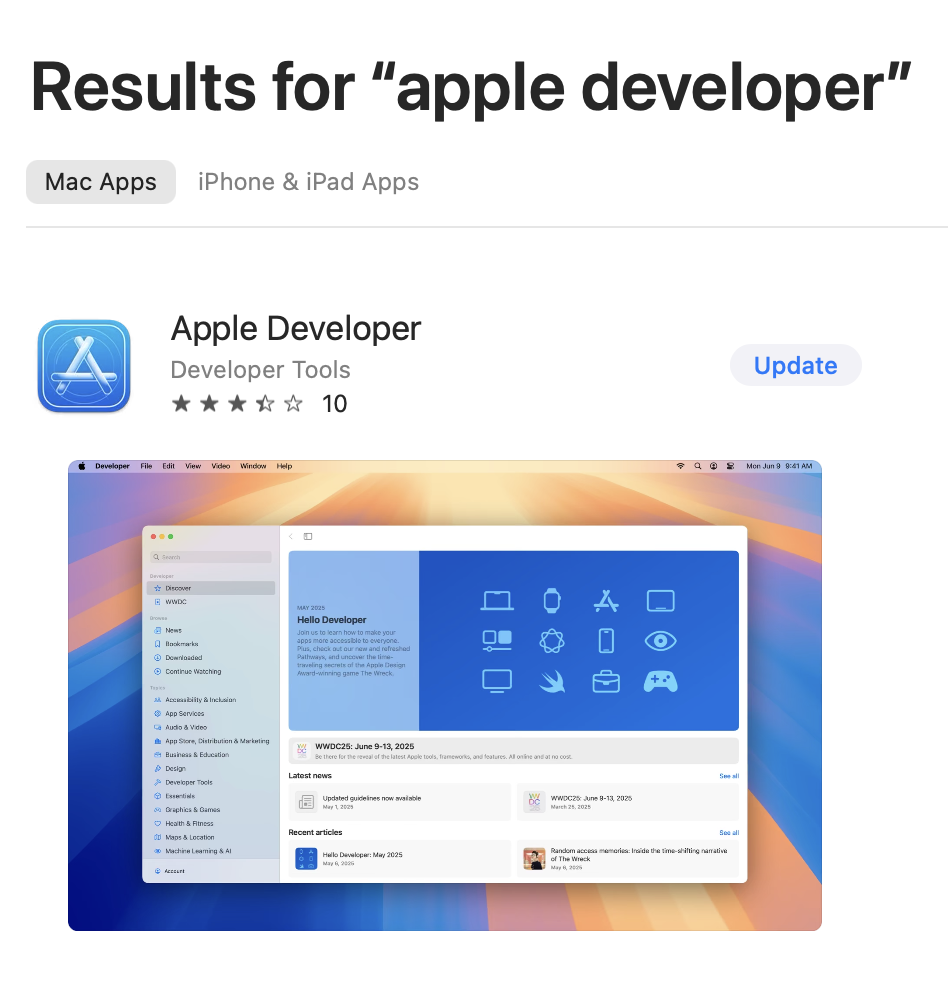 Results for “apple developer”
Mac Apps
iPhone & iPad Apps
Apple Developer
Developer Tools
10
Update
Developer File Edit View Video Window Help
Mon Jun 9 9:41 AM
Search
Developer
Discover
WWDC
Browse
News
Bookmarks
Downloaded
Continue Watching
Topics
Accessibility & Inclusion
App Services
Audio & Video
App Store, Distribution & Marketing
Business & Education
Design
Developer Tools
Essentials
Graphics & Games
Health & Fitness
Maps & Location
Machine Learning & AI
Account
MAY 2025
Hello Developer
Join us to learn how to make your
apps more accessible to everyone.
Plus, check out our new and refreshed
Pathways, and uncover the time-
traveling secrets of the Apple Design
Award-winning game The Wreck.
WWDC25: June 9-13, 2025
Be there for the reveal of the latest Apple tools, frameworks, and features. All online and at no cost.
Latest news
See all
Updated guidelines now available
May 1, 2025
WWDC25: June 9-13, 2025
March 25, 2025
Recent articles
See all
Hello Developer: May 2025
May 6, 2025
Random access memories: Inside the time-shifting narrative
of The Wreck
May 6, 2025